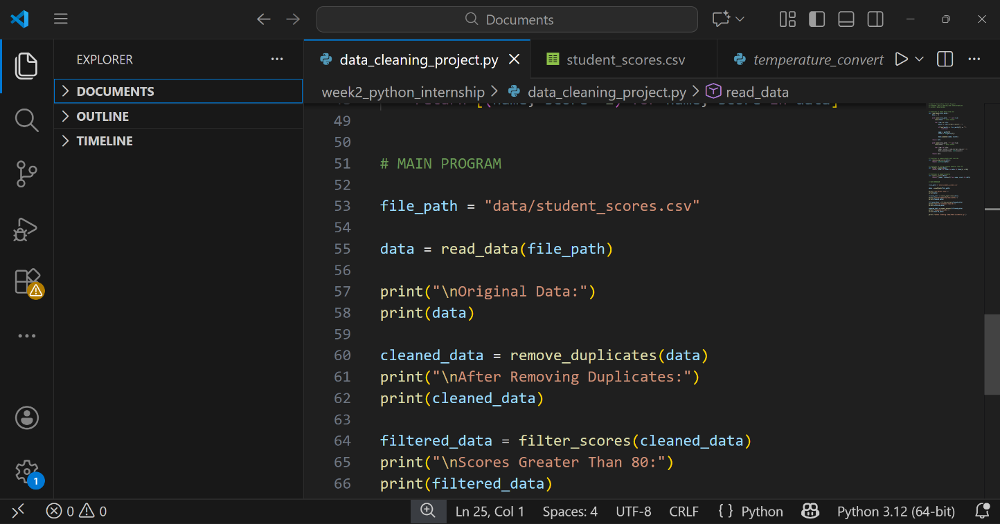 Documents
EXPLORER
DOCUMENTS
OUTLINE
TIMELINE
data_cleaning_project.py
student_scores.csv
temperature_convert
week2_python_internship > data_cleaning_project.py > read_data
49
50
51 # MAIN PROGRAM
52
53 file_path = "data/student_scores.csv"
54
55 data = read_data(file_path)
56
57 print("\nOriginal Data:")
58 print(data)
59
60 cleaned_data = remove_duplicates(data)
61 print("\nAfter Removing Duplicates:")
62 print(cleaned_data)
63
64 filtered_data = filter_scores(cleaned_data)
65 print("\nScores Greater Than 80:")
66 print(filtered_data)
1
0 0 Ln 25, Col 1 Spaces: 4 UTF-8 CRLF {} Python Python 3.12 (64-bit)